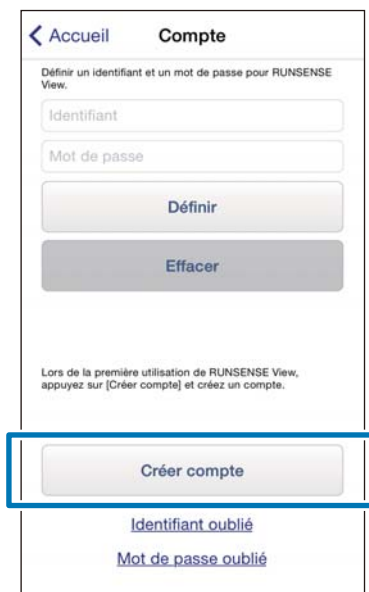 Accueil Compte
Définir un identifiant et un mot de passe pour RUNSENSE
View.
Identifiant
Mot de passe
Définir
Effacer
Lors de la première utilisation de RUNSENSE View,
appuyez sur [Créer compte] et créez un compte.
Créer compte
Identifiant oublié
Mot de passe oublié